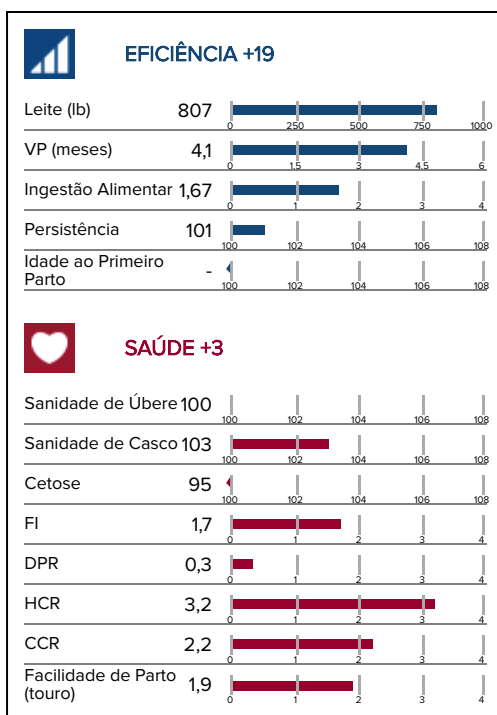 EFICIÊNCIA +19
Leite (lb) 807
0 250 500 750 1000
VP (meses) 4,1
0 1.5 3 4.5 6
Ingestão Alimentar 1,67
0 1 2 3 4
Persistência 101
100 102 104 106 108
Idade ao Primeiro
Parto -
100 102 104 106 108
SAÚDE +3
Sanidade de Úbere 100
100 102 104 106 108
Sanidade de Casco 103
100 102 104 106 108
Cetose 95
100 102 104 106 108
FI 1,7
0 1 2 3 4
DPR 0,3
0 1 2 3 4
HCR 3,2
0 1 2 3 4
CCR 2,2
0 1 2 3 4
Facilidade de Parto
(touro) 1,9
0 1 2 3 4